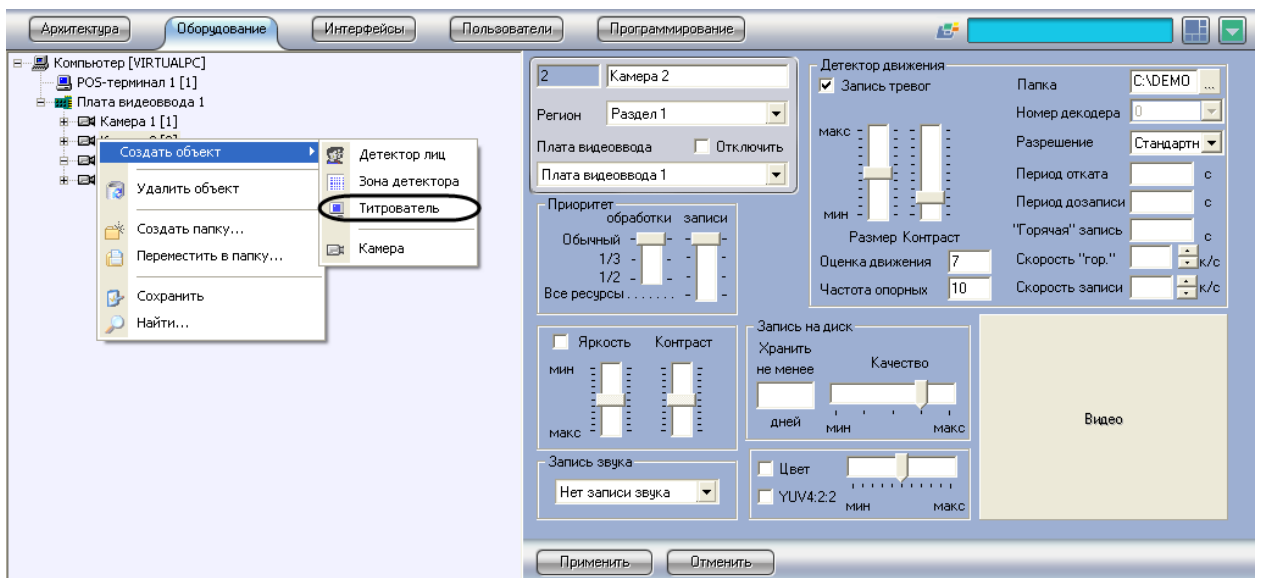 Архитектура Оборудование Интерфейсы Пользователи Программирование
Компьютер [VIRTUALPC]
POS-терминал 1 [1]
Плата видеоввода 1
Камера 1 [1]
Создать объект
Удалить объект
Создать папку...
Переместить в папку...
Сохранить
Найти...
Детектор лиц
Зона детектора
Титрователь
Камера
2 Камера 2
Регион Раздел 1
Плата видеоввода Отключить
Плата видеоввода 1
Приоритет
обработки записи
Обычный
1/3
1/2
Все ресурсы . . . . . . .
Яркость Контраст
мин
макс
Запись звука
Нет записи звука
Детектор движения
Запись тревог
макс
мин
Размер Контраст
Оценка движения 7
Частота опорных 10
Папка C:\DEMO ...
Номер декодера 0
Разрешение Стандартн
Период отката с
Период дозаписи с
"Горячая" запись с
Скорость "гор." к/с
Скорость записи к/с
Запись на диск
Хранить
не менее
дней
Качество
мин макс
Цвет
YUV4:2:2
мин макс
Видео
Применить Отменить